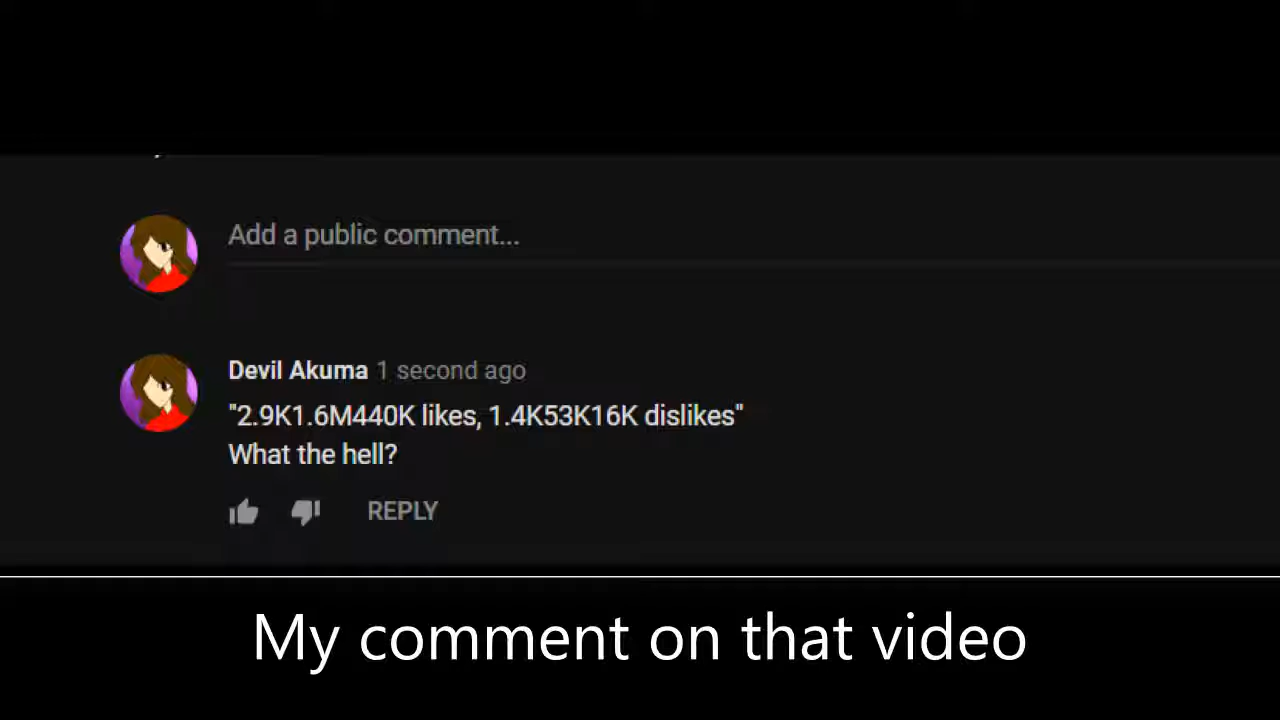 Add a public comment...
Devil Akuma 1 second ago
"2.9K1.6M440K likes, 1.4K53K16K dislikes"
What the hell?
REPLY
My comment on that video